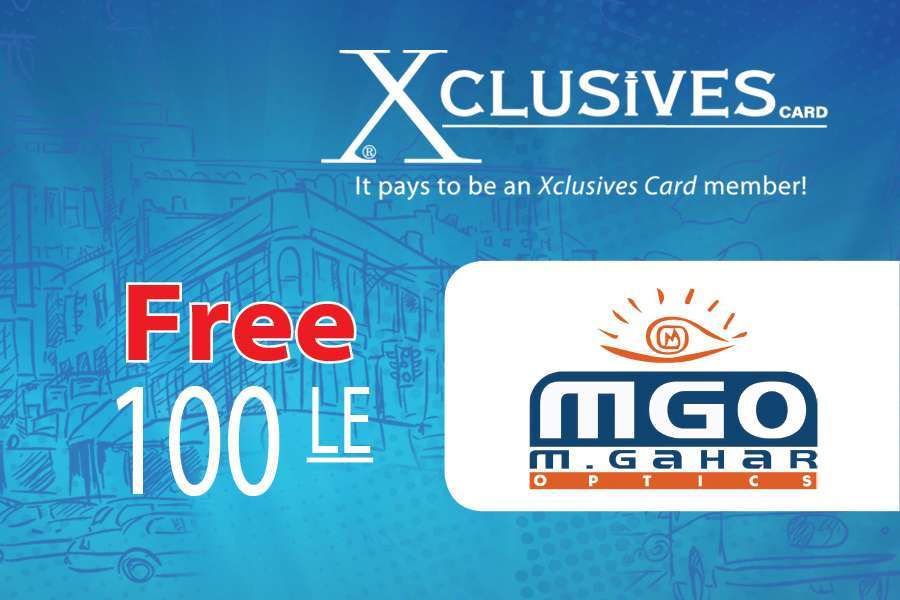 XCLUSIVES CARD
®
It pays to be an Xclusives Card member!
Free
100 LE
MGO
M.GAHAR
OPTICS